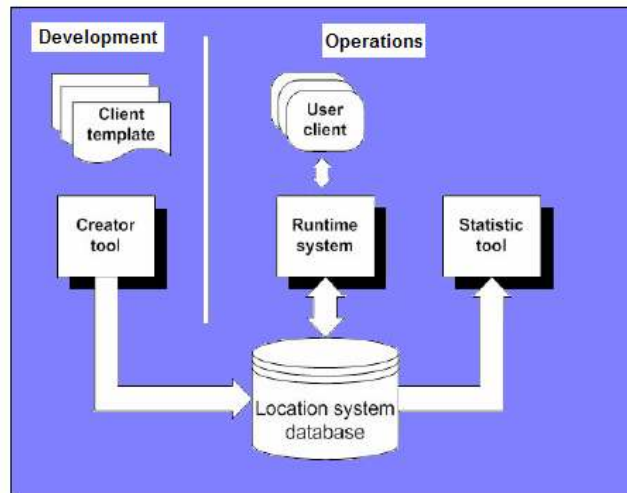 Development
Operations
Client
template
User
client
Creator
tool
Runtime
system
Statistic
tool
Location system
database